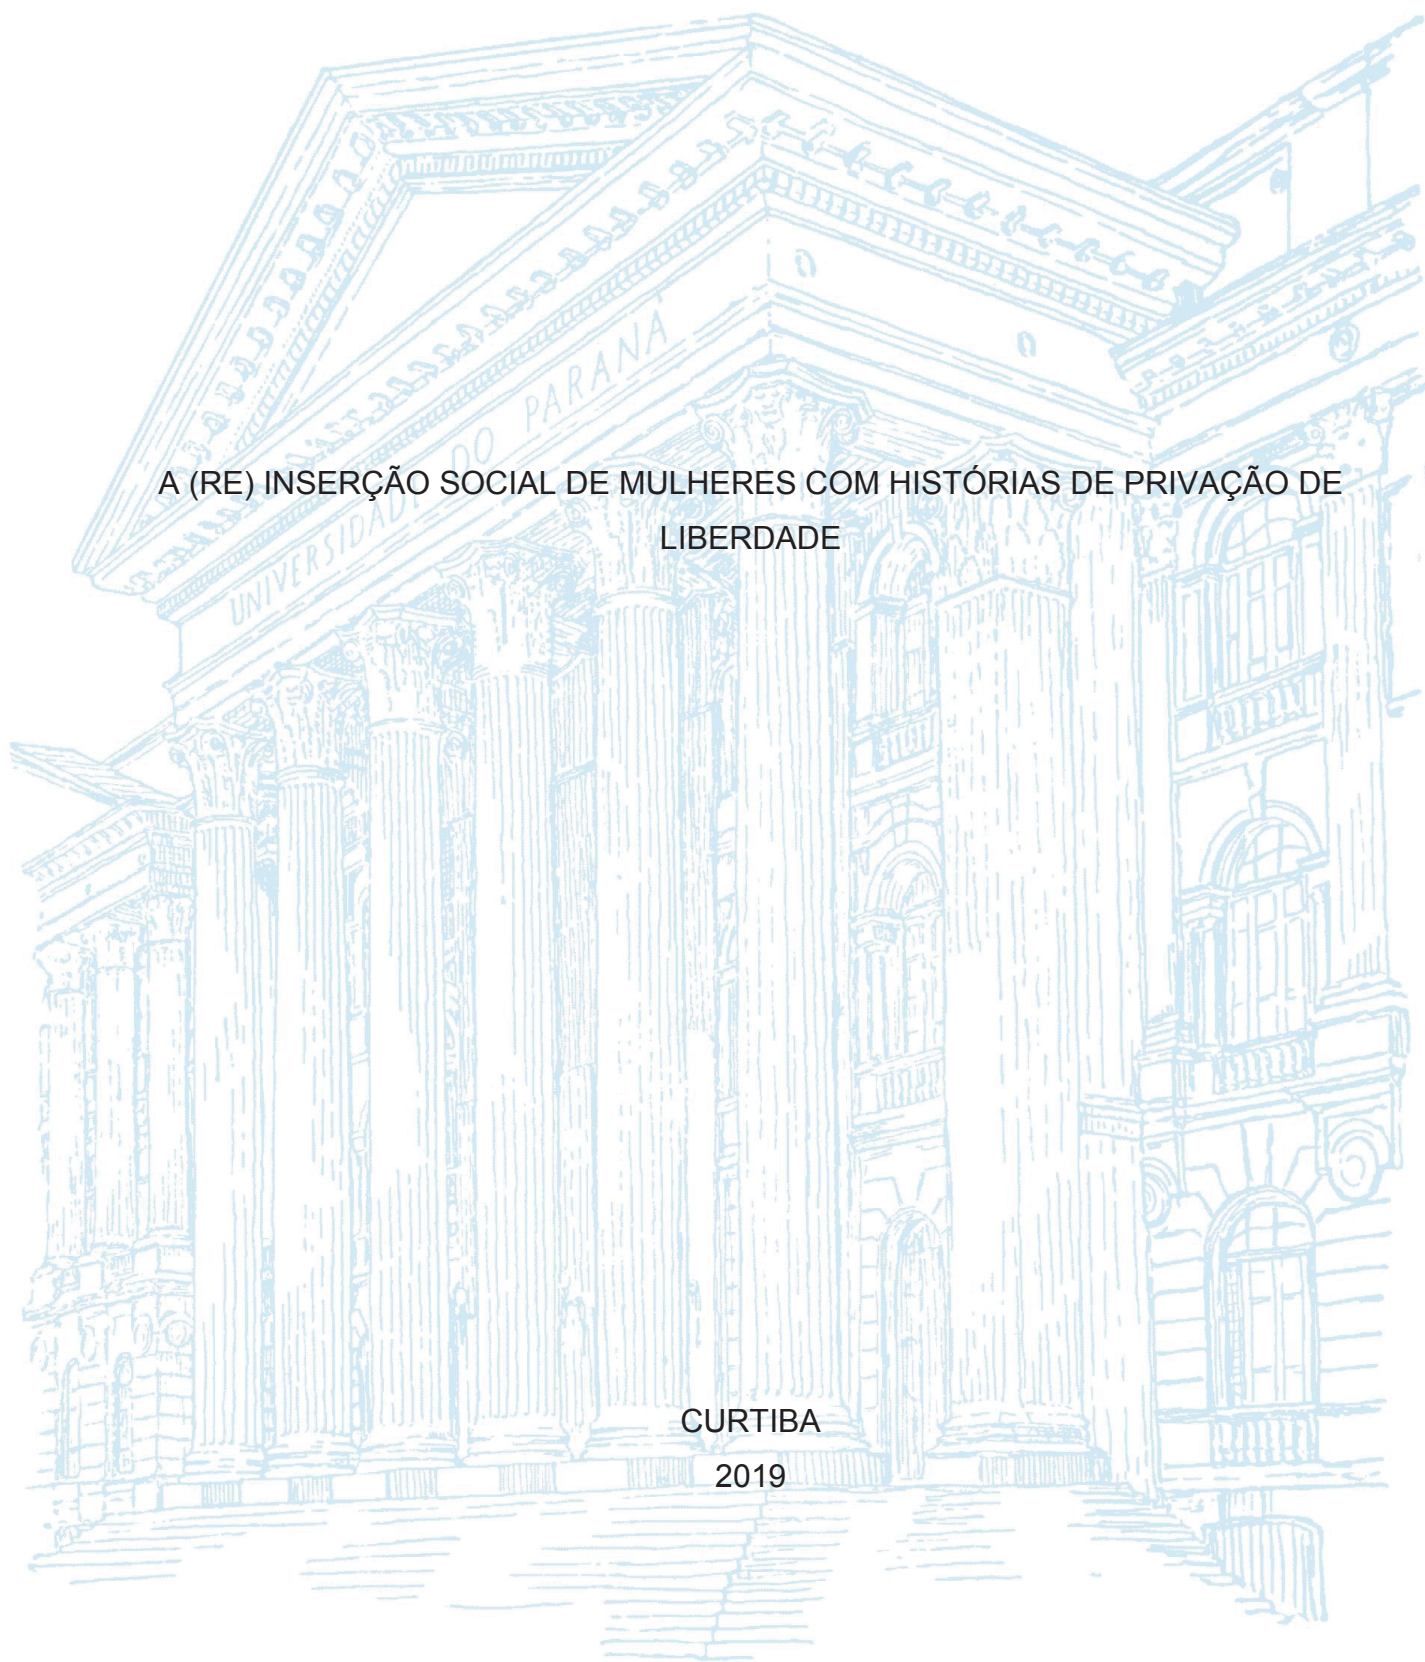 UNIVERSIDADE DO PARANÁ
A (RE) INSERÇÃO SOCIAL DE MULHERES COM HISTÓRIAS DE PRIVAÇÃO DE
LIBERDADE
CURTIBA
2019